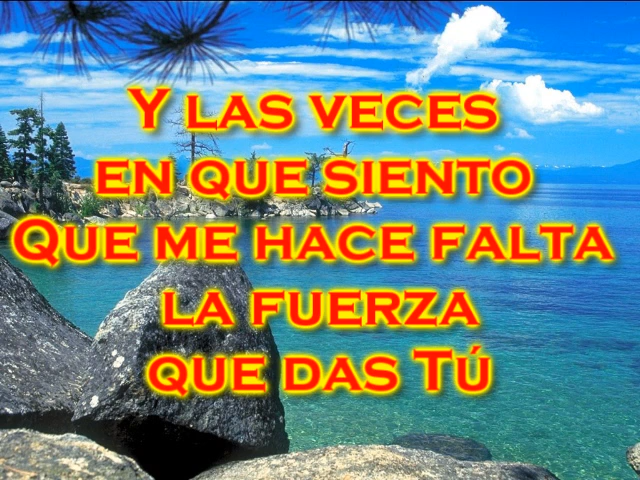 Y las veces
en que siento
Que me hace falta
la fuerza
que das Tú